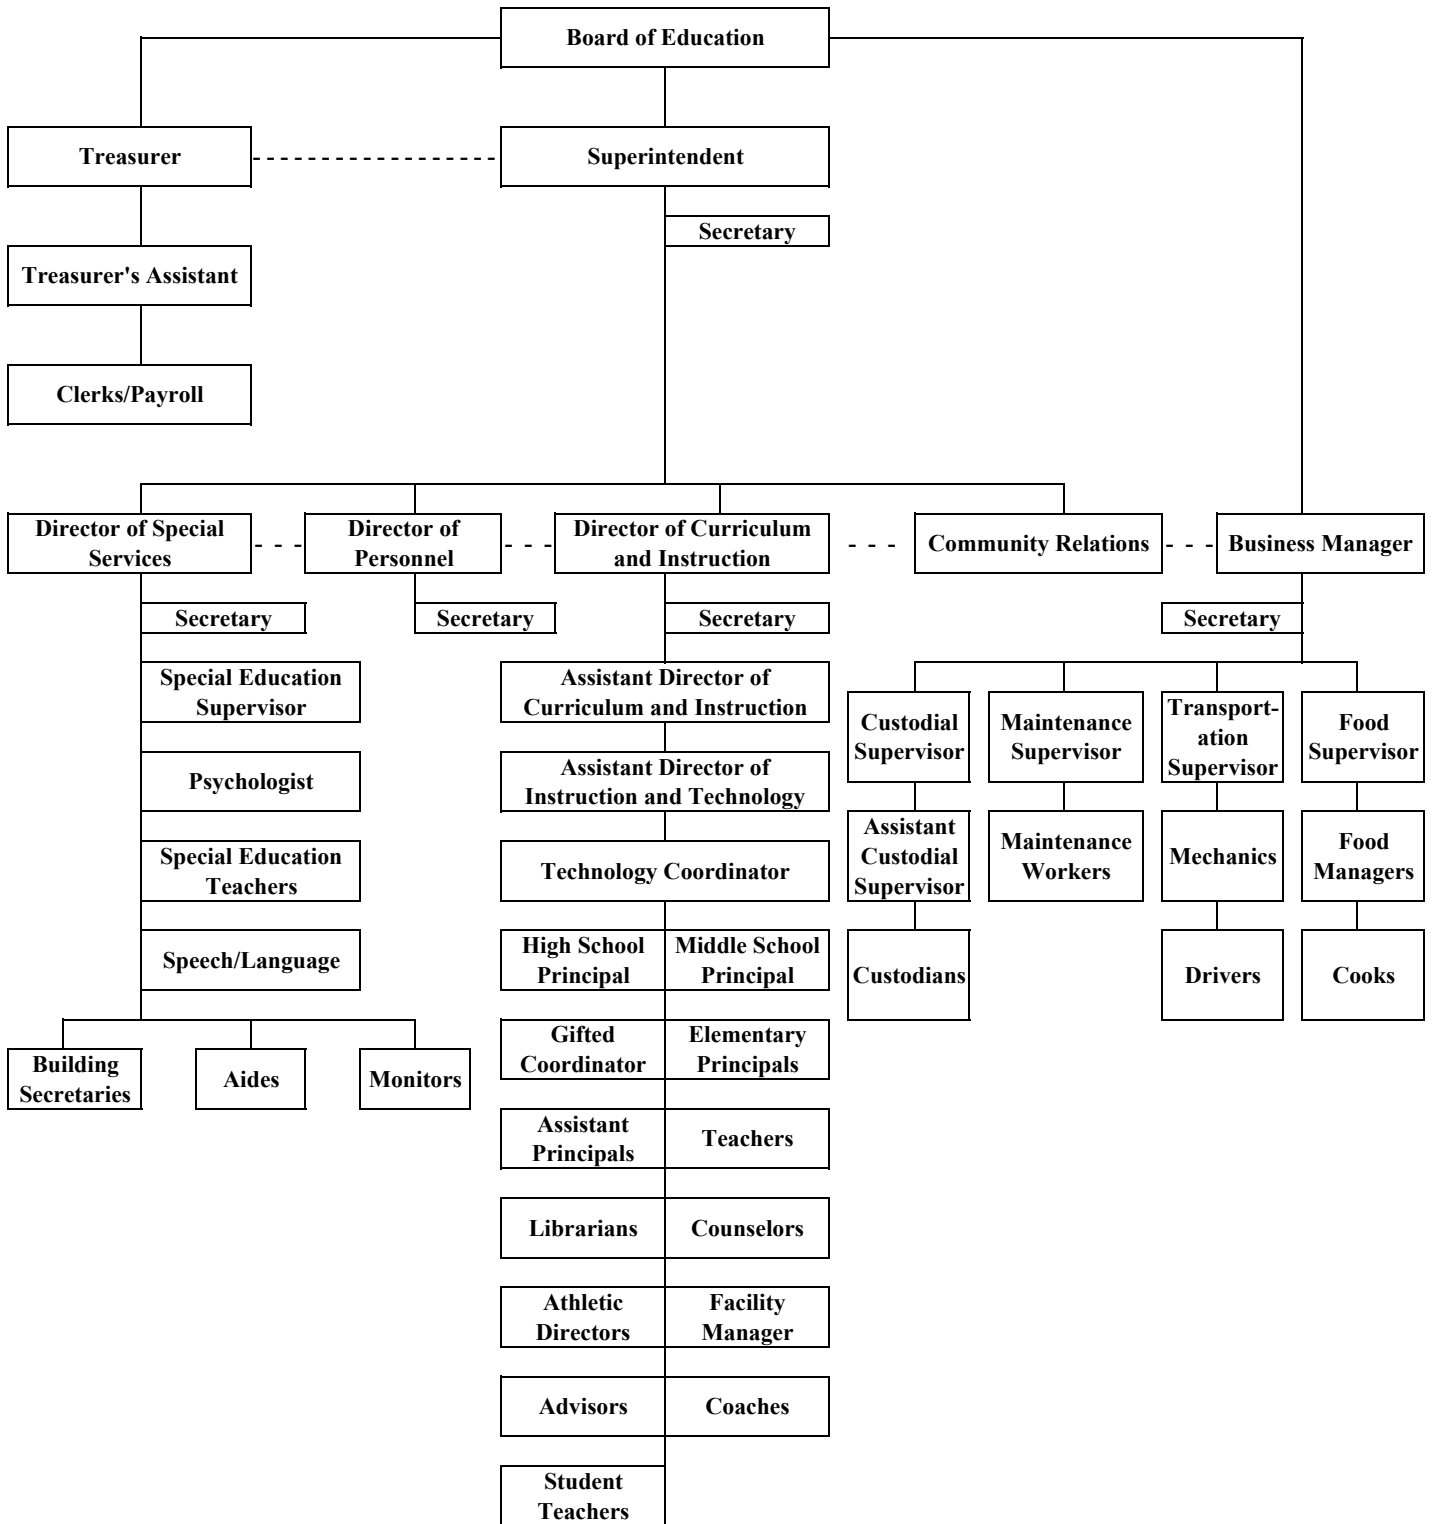 Board of Education
Treasurer
Superintendent
Secretary
Treasurer's Assistant
Clerks/Payroll
Director of Special
Services
Director of
Personnel
Director of Curriculum
and Instruction
Community Relations
Business Manager
Secretary
Secretary
Secretary
Secretary
Special Education
Supervisor
Assistant Director of
Curriculum and Instruction
Custodial
Supervisor
Maintenance
Supervisor
Transport-
ation
Supervisor
Food
Supervisor
Psychologist
Assistant Director of
Instruction and Technology
Special Education
Teachers
Technology Coordinator
Assistant
Custodial
Supervisor
Maintenance
Workers
Mechanics
Food
Managers
Speech/Language
High School
Principal
Middle School
Principal
Custodians
Drivers
Cooks
Building
Secretaries
Aides
Monitors
Gifted
Coordinator
Elementary
Principals
Assistant
Principals
Teachers
Librarians
Counselors
Athletic
Directors
Facility
Manager
Advisors
Coaches
Student
Teachers